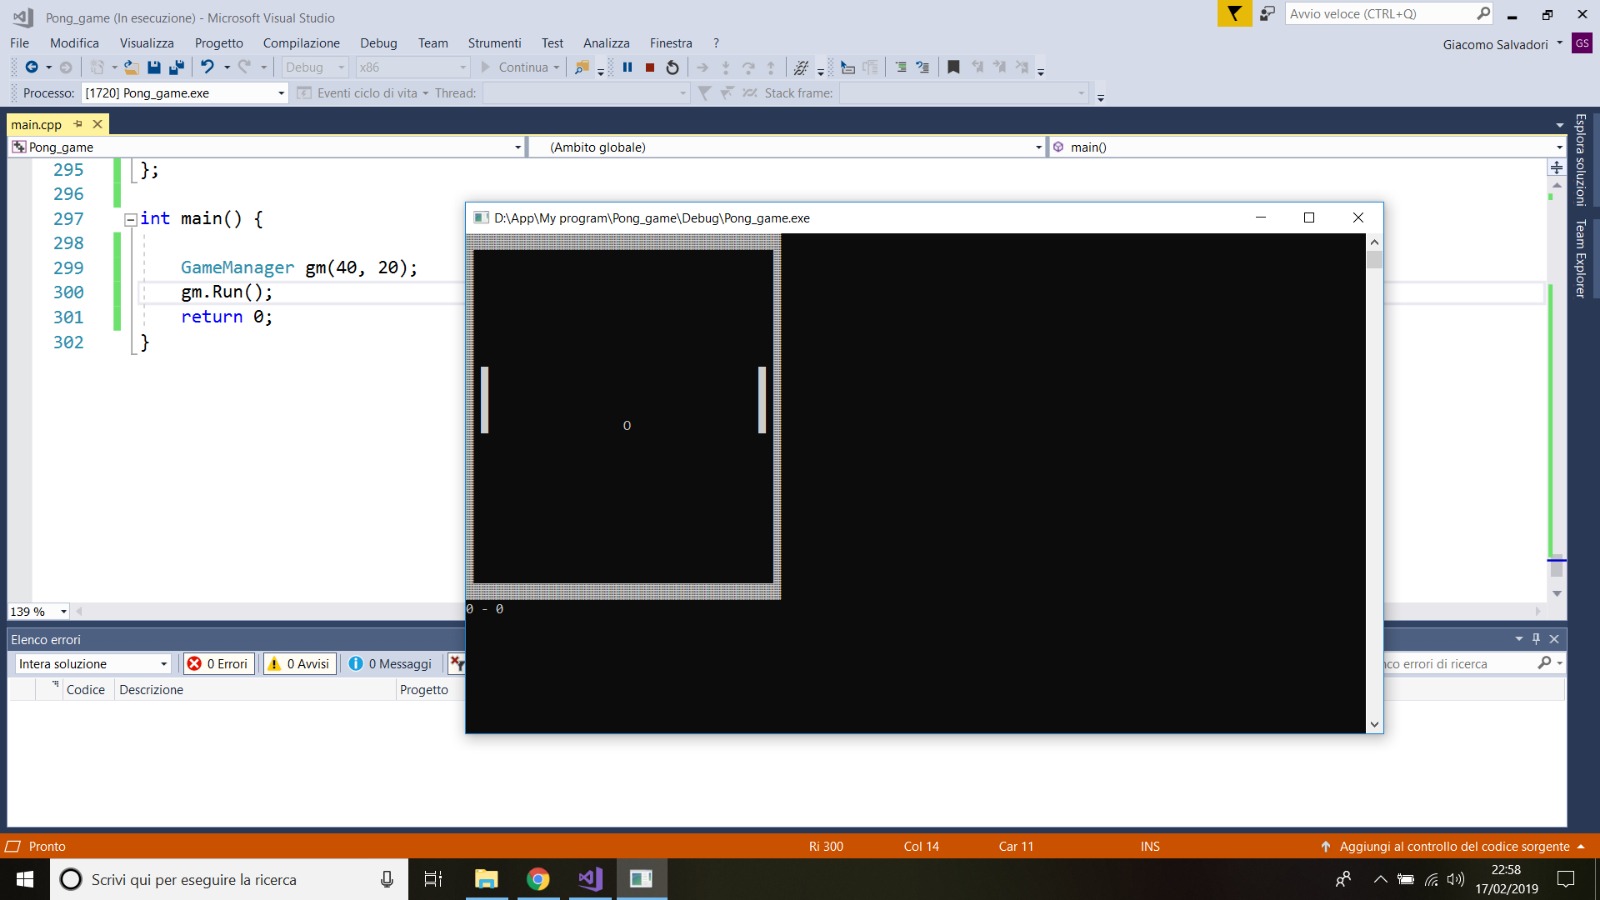 Pong_game (In esecuzione) - Microsoft Visual Studio
Avvio veloce (CTRL+Q)
File Modifica Visualizza Progetto Compilazione Debug Team Strumenti Test Analizza Finestra ?
Giacomo Salvadori GS
Debug x86 Continua
Processo: [1720] Pong_game.exe Eventi ciclo di vita Thread: Stack frame:
main.cpp
Pong_game (Ambito globale) main()
295 };
296
297 int main() {
298
299 GameManager gm(40, 20);
300 gm.Run();
301 return 0;
302 }
139 %
D:\App\My program\Pong_game\Debug\Pong_game.exe
O
0 - 0
Esplora soluzioni
Team Explorer
Elenco errori
Intera soluzione 0 Errori 0 Avvisi 0 Messaggi
nco errori di ricerca
Codice Descrizione Progetto
Pronto Ri 300 Col 14 Car 11 INS Aggiungi al controllo del codice sorgente
Scrivi qui per eseguire la ricerca
22:58
17/02/2019